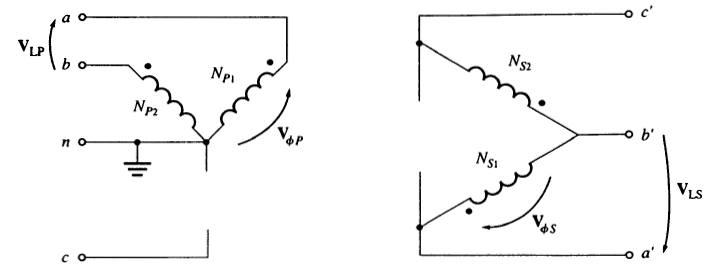 a
V_LP
b
N_P1
N_P2
V_ϕP
n
c
c′
N_S2
b′
N_S1
V_LS
V_ϕS
a′